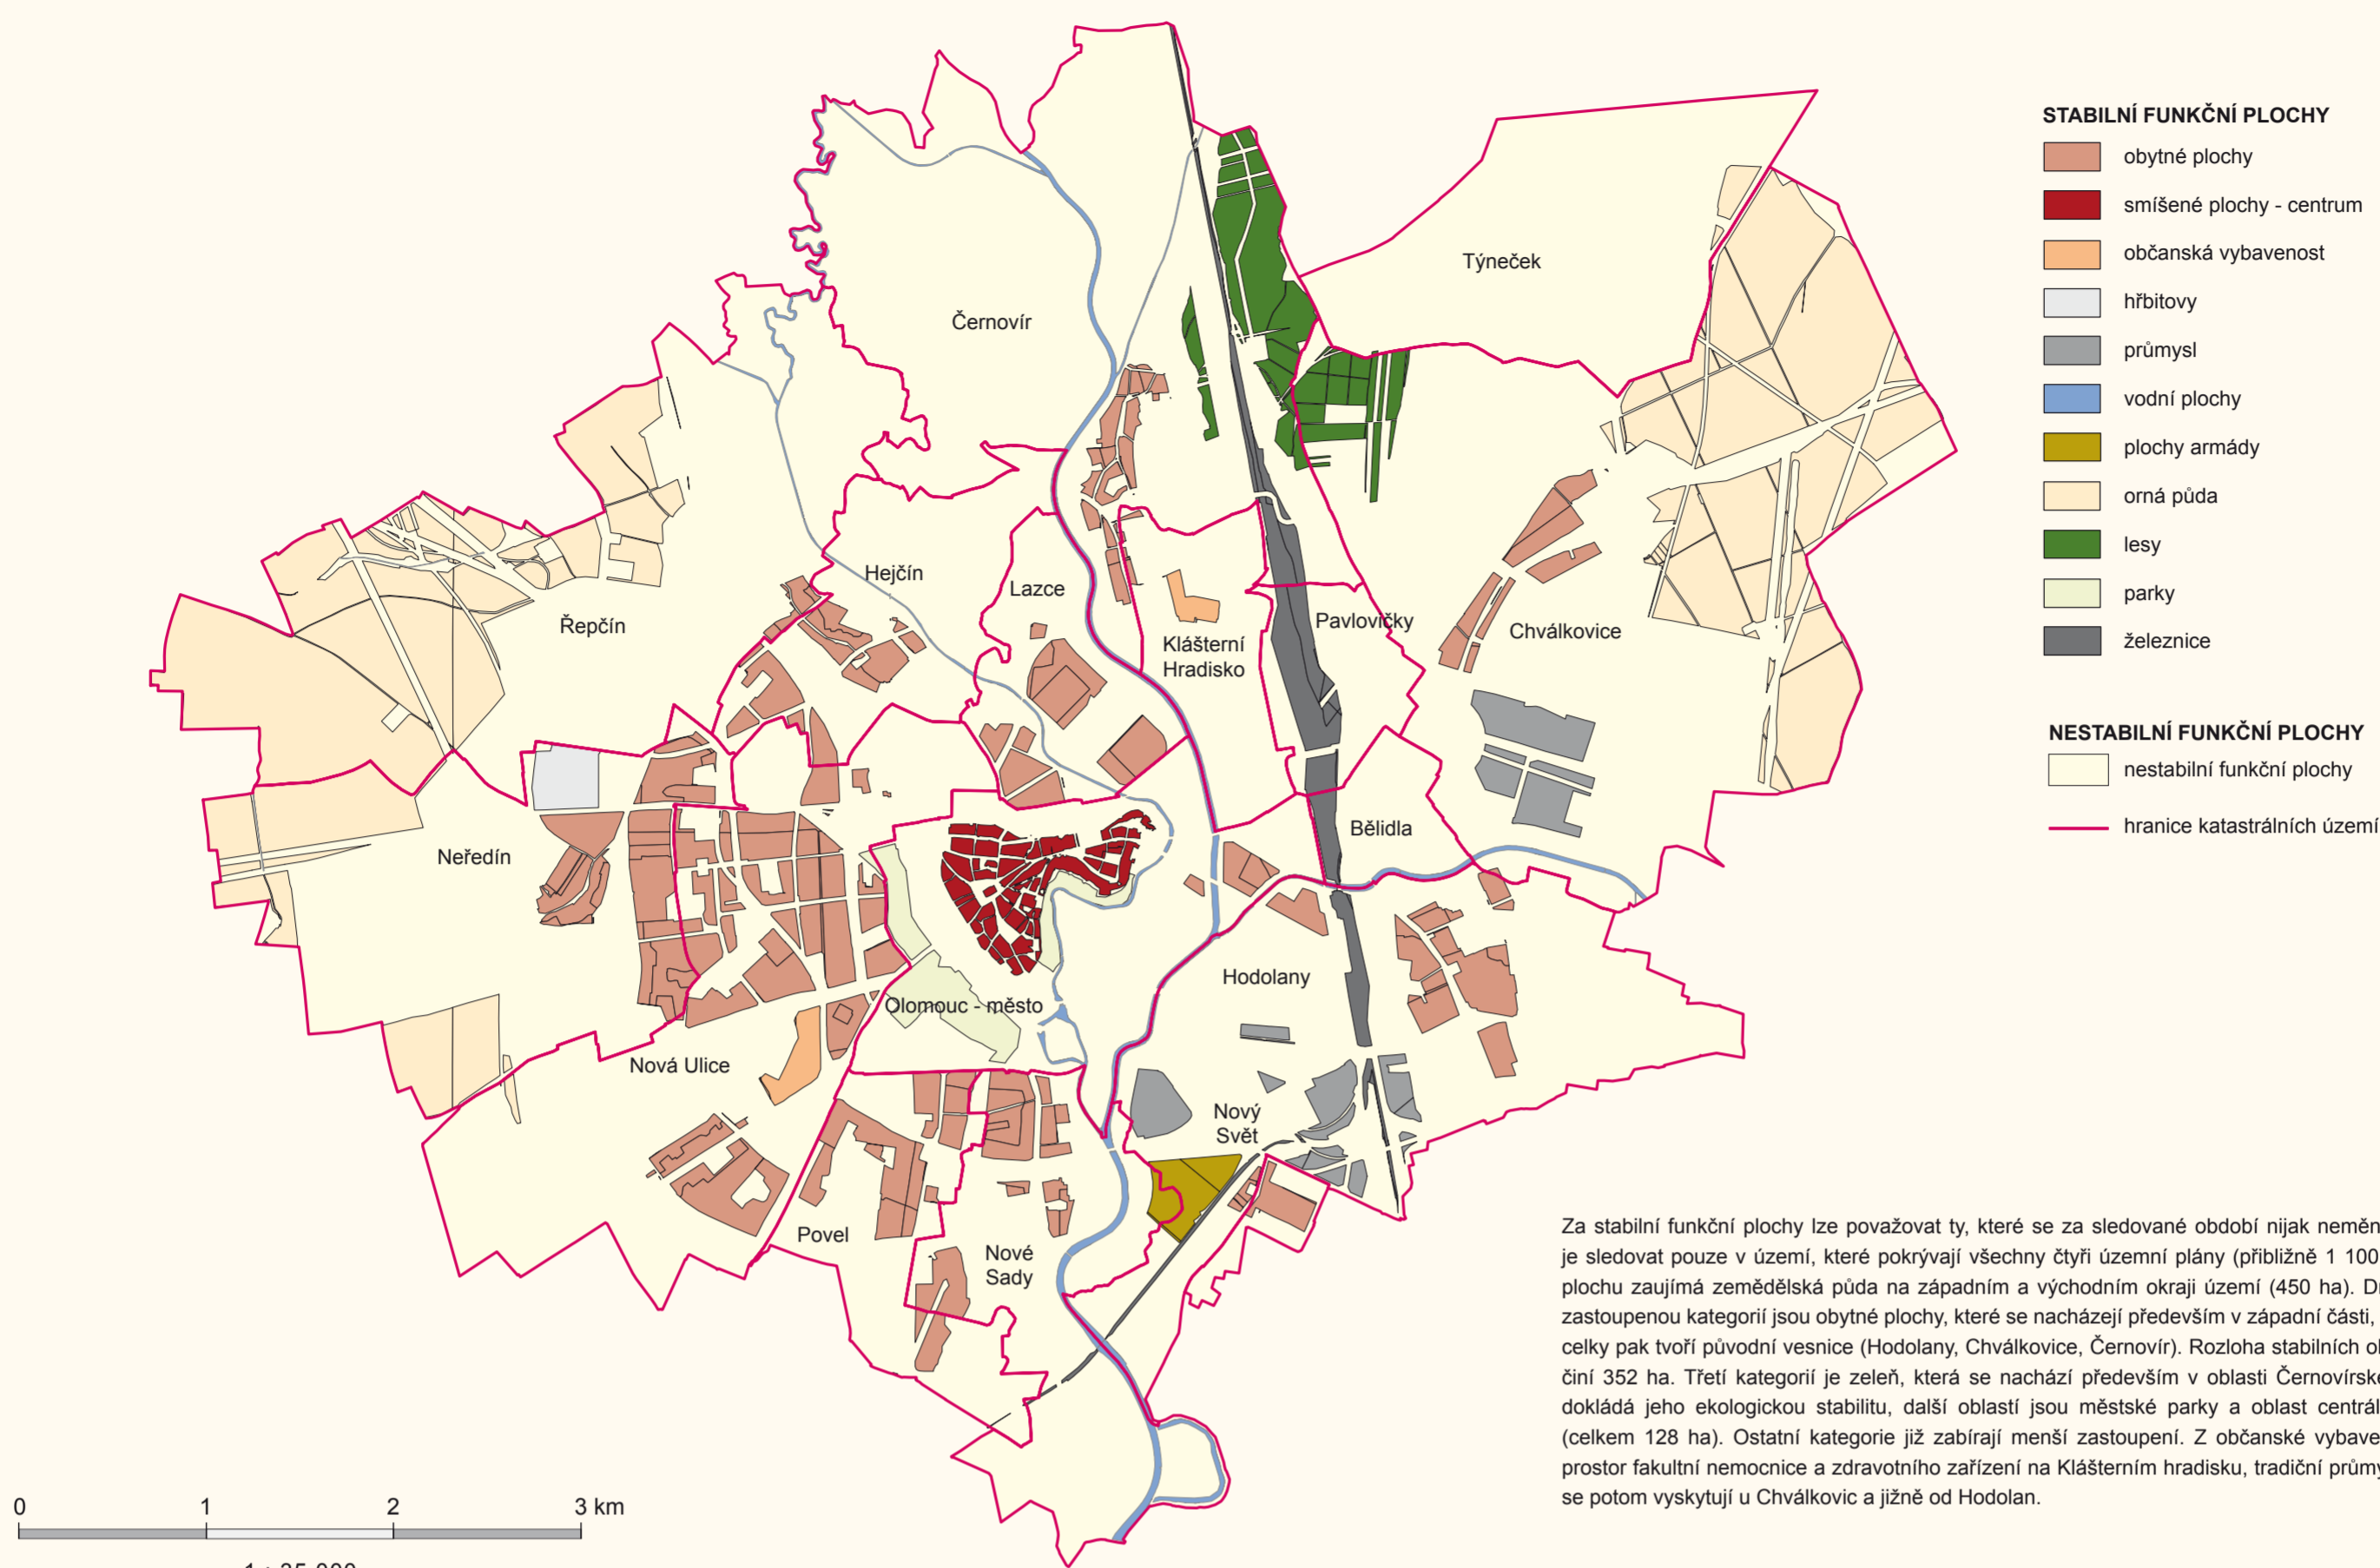 STABILNÍ FUNKČNÍ PLOCHY
obytné plochy
smíšené plochy - centrum
občanská vybavenost
hřbitovy
průmysl
vodní plochy
plochy armády
orná půda
lesy
parky
železnice
NESTABILNÍ FUNKČNÍ PLOCHY
nestabilní funkční plochy
hranice katastrálních území
Týneček
Černovír
Hejčín
Lazce
Řepčín
Klášterní
Hradisko
Pavlovičky
Chválkovice
Neředín
Bělidla
Hodolany
Olomouc - město
Nová Ulice
Nový
Svět
Povel
Nové
Sady
Za stabilní funkční plochy lze považovat ty, které se za sledované období nijak neměn
je sledovat pouze v území, které pokrývají všechny čtyři územní plány (přibližně 1 100
plochu zaujímá zemědělská půda na západním a východním okraji území (450 ha). D
zastoupenou kategorií jsou obytné plochy, které se nacházejí především v západní části,
celky pak tvoří původní vesnice (Hodolany, Chválkovice, Černovír). Rozloha stabilních o
činí 352 ha. Třetí kategorií je zeleň, která se nachází především v oblasti Černovírsk
dokládá jeho ekologickou stabilitu, další oblastí jsou městské parky a oblast centrál
(celkem 128 ha). Ostatní kategorie již zabírají menší zastoupení. Z občanské vybave
prostor fakultní nemocnice a zdravotního zařízení na Klášterním hradisku, tradiční průmy
se potom vyskytují u Chválkovic a jižně od Hodolan.
0 1 2 3 km